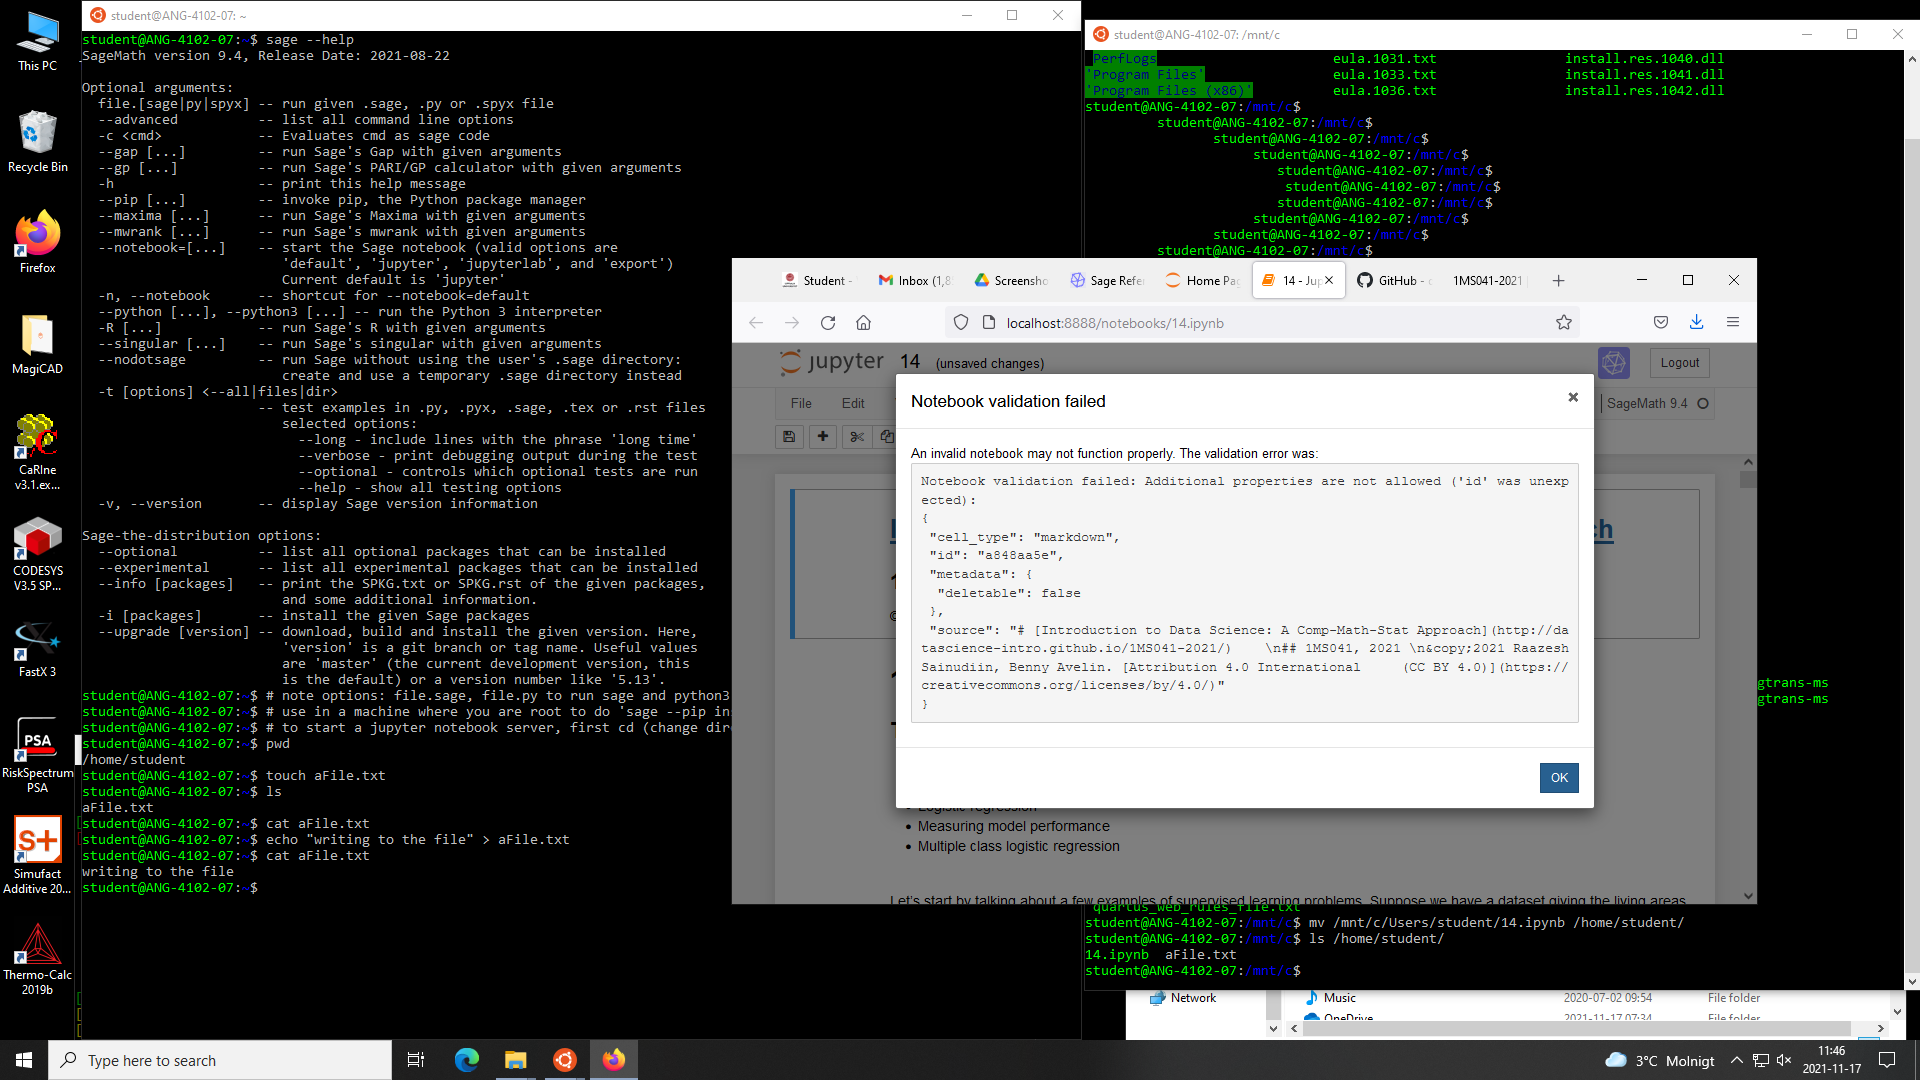 This PC
Recycle Bin
Firefox
MagiCAD
CaRIne
v3.1.ex...
CODESYS
V3.5 SP...
FastX 3
PSA
RiskSpectrum
PSA
S+
Simufact
Additive 20...
Thermo-Calc
2019b
student@ANG-4102-07: ~
student@ANG-4102-07:~$ sage --help
SageMath version 9.4, Release Date: 2021-08-22
Optional arguments:
  file.[sage|py|spyx] -- run given .sage, .py or .spyx file
  --advanced          -- list all command line options
  -c <cmd>            -- Evaluates cmd as sage code
  --gap [...]         -- run Sage's Gap with given arguments
  --gp [...]          -- run Sage's PARI/GP calculator with given arguments
  -h                  -- print this help message
  --pip [...]         -- invoke pip, the Python package manager
  --maxima [...]      -- run Sage's Maxima with given arguments
  --mwrank [...]      -- run Sage's mwrank with given arguments
  --notebook=[...]    -- start the Sage notebook (valid options are
                         'default', 'jupyter', 'jupyterlab', and 'export')
                         Current default is 'jupyter'
  -n, --notebook      -- shortcut for --notebook=default
  --python [...], --python3 [...] -- run the Python 3 interpreter
  -R [...]            -- run Sage's R with given arguments
  --singular [...]    -- run Sage's singular with given arguments
  --nodotsage         -- run Sage without using the user's .sage directory:
                         create and use a temporary .sage directory instead
  -t [options] <--all|files|dir>
                      -- test examples in .py, .pyx, .sage, .tex or .rst files
                         selected options:
                           --long - include lines with the phrase 'long time'
                           --verbose - print debugging output during the test
                           --optional - controls which optional tests are run
                           --help - show all testing options
  -v, --version       -- display Sage version information
Sage-the-distribution options:
  --optional          -- list all optional packages that can be installed
  --experimental      -- list all experimental packages that can be installed
  --info [packages]   -- print the SPKG.txt or SPKG.rst of the given packages,
                         and some additional information.
  -i [packages]       -- install the given Sage packages
  --upgrade [version] -- download, build and install the given version. Here,
                         'version' is a git branch or tag name. Useful values
                         are 'master' (the current development version, this
                         is the default) or a version number like '5.13'.
student@ANG-4102-07:~$ # note options: file.sage, file.py to run sage and python3
student@ANG-4102-07:~$ # use in a machine where you are root to do 'sage --pip in
student@ANG-4102-07:~$ # to start a jupyter notebook server, first cd (change dir
student@ANG-4102-07:~$ pwd
/home/student
student@ANG-4102-07:~$ touch aFile.txt
student@ANG-4102-07:~$ ls
aFile.txt
student@ANG-4102-07:~$ cat aFile.txt
student@ANG-4102-07:~$ echo "writing to the file" > aFile.txt
student@ANG-4102-07:~$ cat aFile.txt
writing to the file
student@ANG-4102-07:~$
student@ANG-4102-07: /mnt/c
PerfLogs eula.1031.txt install.res.1040.dll
'Program Files' eula.1033.txt install.res.1041.dll
'Program Files (x86)' eula.1036.txt install.res.1042.dll
student@ANG-4102-07:/mnt/c$
student@ANG-4102-07:/mnt/c$
student@ANG-4102-07:/mnt/c$
student@ANG-4102-07:/mnt/c$
student@ANG-4102-07:/mnt/c$
student@ANG-4102-07:/mnt/c$
student@ANG-4102-07:/mnt/c$
student@ANG-4102-07:/mnt/c$
student@ANG-4102-07:/mnt/c$
student@ANG-4102-07:/mnt/c$
Student - Inbox (1,8 Screensho Sage Refe Home Pag 14 - Jup GitHub - 1MS041-2021
localhost:8888/notebooks/14.ipynb
jupyter 14 (unsaved changes) Logout
File Edit SageMath 9.4
Notebook validation failed
An invalid notebook may not function properly. The validation error was:
Notebook validation failed: Additional properties are not allowed ('id' was unexp
ected):
{
 "cell_type": "markdown",
 "id": "a848aa5e",
 "metadata": {
  "deletable": false
 },
 "source": "# [Introduction to Data Science: A Comp-Math-Stat Approach](http://da
tascience-intro.github.io/1MS041-2021/) \n## 1MS041, 2021 \n&copy;2021 Raazesh
Sainudiin, Benny Avelin. [Attribution 4.0 International (CC BY 4.0)](https://
creativecommons.org/licenses/by/4.0/)"
}
OK
ch
Logistic regression
Measuring model performance
Multiple class logistic regression
Let's start by talking about a few examples of supervised learning problems. Suppose we have a dataset giving the living areas
gtrans-ms
gtrans-ms
quartus_web_rules_file.txt
student@ANG-4102-07:/mnt/c$ mv /mnt/c/Users/student/14.ipynb /home/student/
student@ANG-4102-07:/mnt/c$ ls /home/student/
14.ipynb  aFile.txt
student@ANG-4102-07:/mnt/c$
Network Music 2020-07-02 09:54 File folder
OneDrive 2021-11-17 07:34 File folder
Type here to search
3°C Molnigt
11:46
2021-11-17